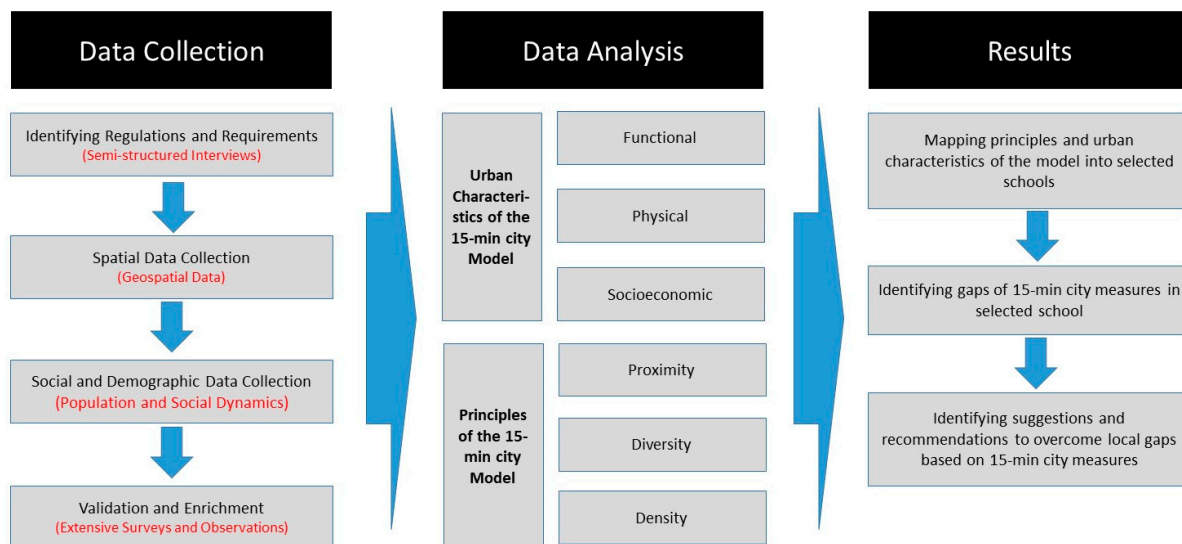 Data Collection
Identifying Regulations and Requirements
(Semi-structured Interviews)
Spatial Data Collection
(Geospatial Data)
Social and Demographic Data Collection
(Population and Social Dynamics)
Validation and Enrichment
(Extensive Surveys and Observations)
Data Analysis
Urban
Characteri-
stics of the
15-min city
Model
Functional
Physical
Socioeconomic
Principles
of the 15-
min city
Model
Proximity
Diversity
Density
Results
Mapping principles and urban
characteristics of the model into selected
schools
Identifying gaps of 15-min city measures in
selected school
Identifying suggestions and
recommendations to overcome local gaps
based on 15-min city measures